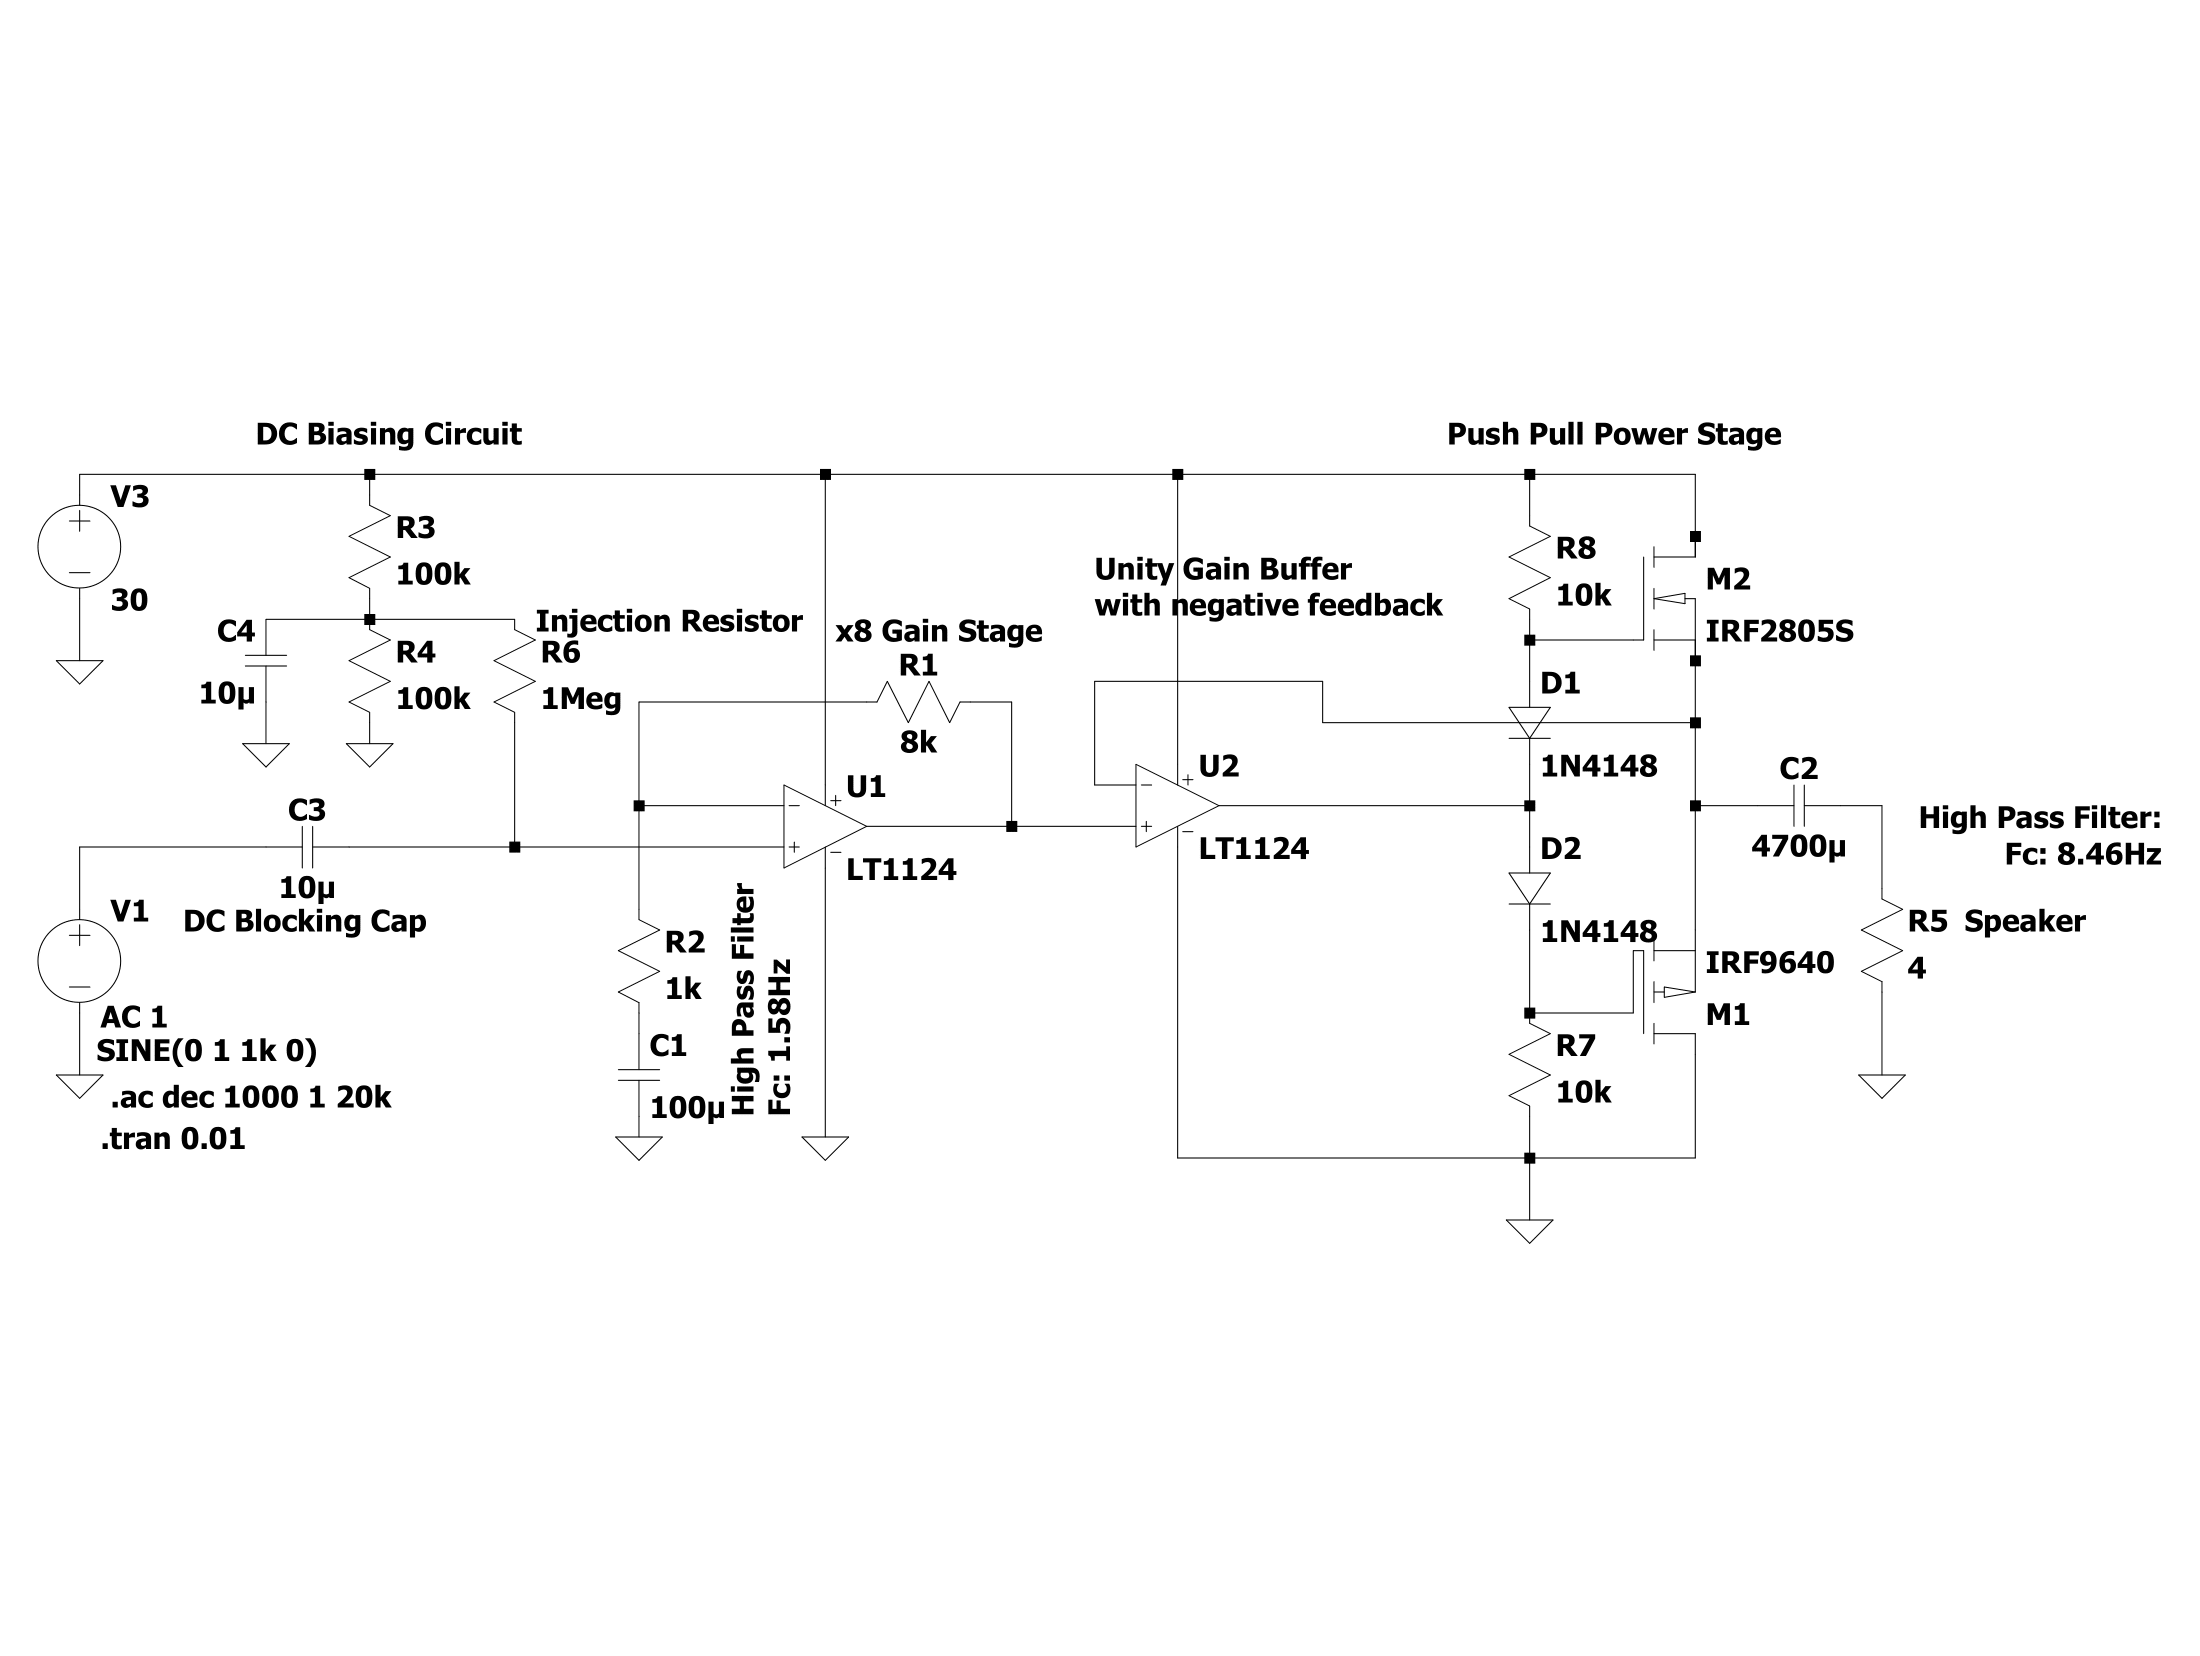 DC Biasing Circuit
Push Pull Power Stage
V3
30
R3
100k
C4
10µ
R4
100k
Injection Resistor
R6
1Meg
x8 Gain Stage
R1
8k
Unity Gain Buffer
with negative feedback
R8
10k
M2
IRF2805S
D1
1N4148
U1
LT1124
U2
LT1124
C3
10µ
DC Blocking Cap
V1
AC 1
SINE(0 1 1k 0)
.ac dec 1000 1 20k
.tran 0.01
R2
1k
C1
100µ
High Pass Filter
Fc: 1.58Hz
D2
1N4148
IRF9640
M1
R7
10k
C2
4700µ
High Pass Filter:
Fc: 8.46Hz
R5 Speaker
4